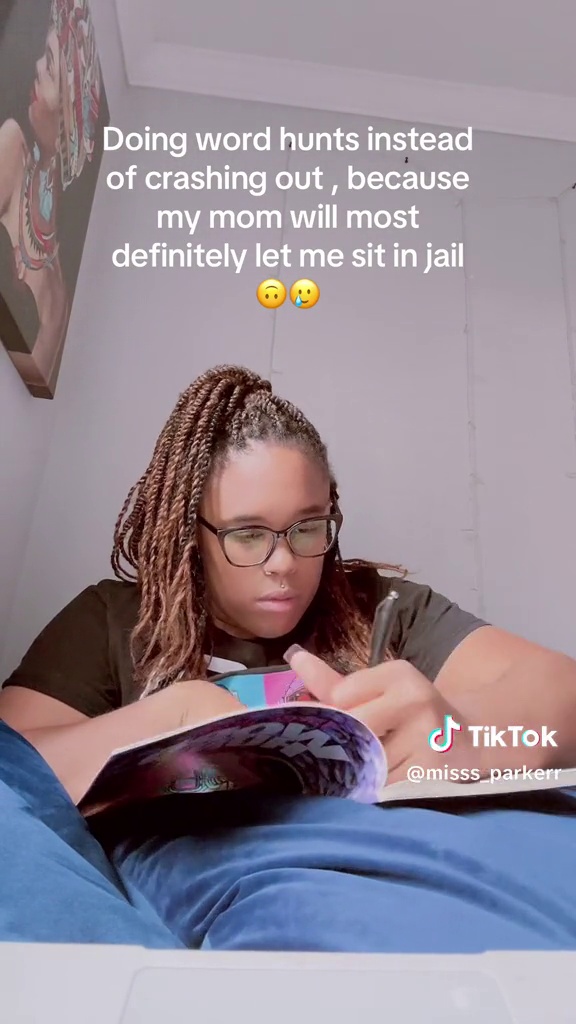 Doing word hunts instead
of crashing out , because
my mom will most
definitely let me sit in jail
🙃🥲
TikTok
@misss_parkerr